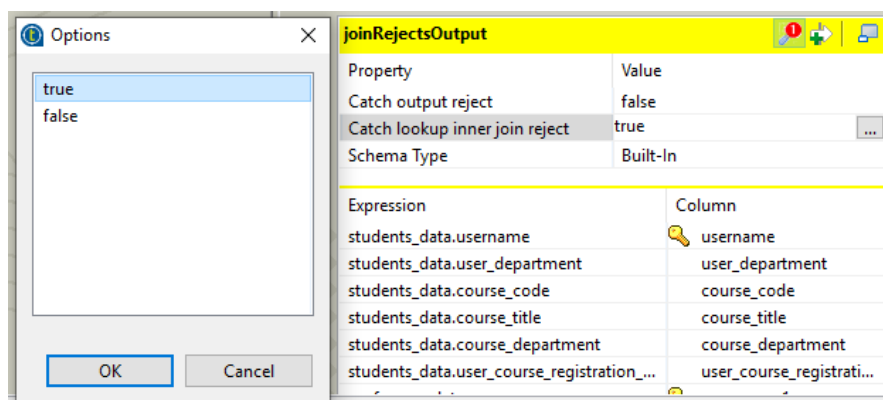 Options
true
false
OK Cancel
joinRejectsOutput
Property Value
Catch output reject false
Catch lookup inner join reject true ...
Schema Type Built-In
Expression Column
students_data.username username
students_data.user_department user_department
students_data.course_code course_code
students_data.course_title course_title
students_data.course_department course_department
students_data.user_course_registration_... user_course_registrati...